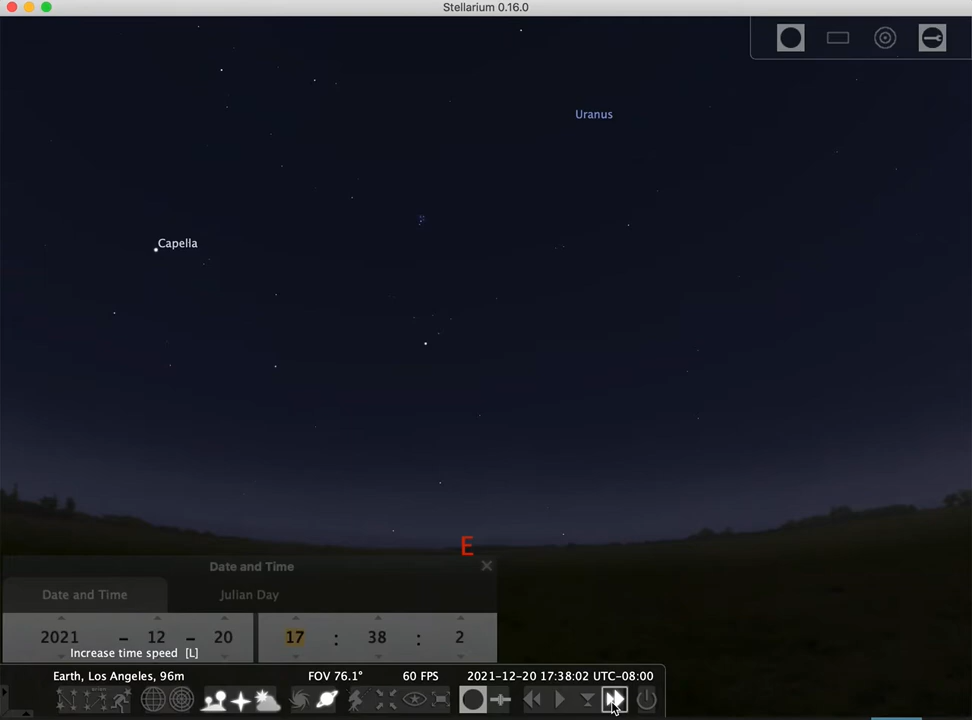 Stellarium 0.16.0
Uranus
Capella
E
Date and Time
Date and Time Julian Day
2021 - 12 - 20 17 : 38 : 2
Increase time speed [L]
Earth, Los Angeles, 96m FOV 76.1° 60 FPS 2021-12-20 17:38:02 UTC-08:00